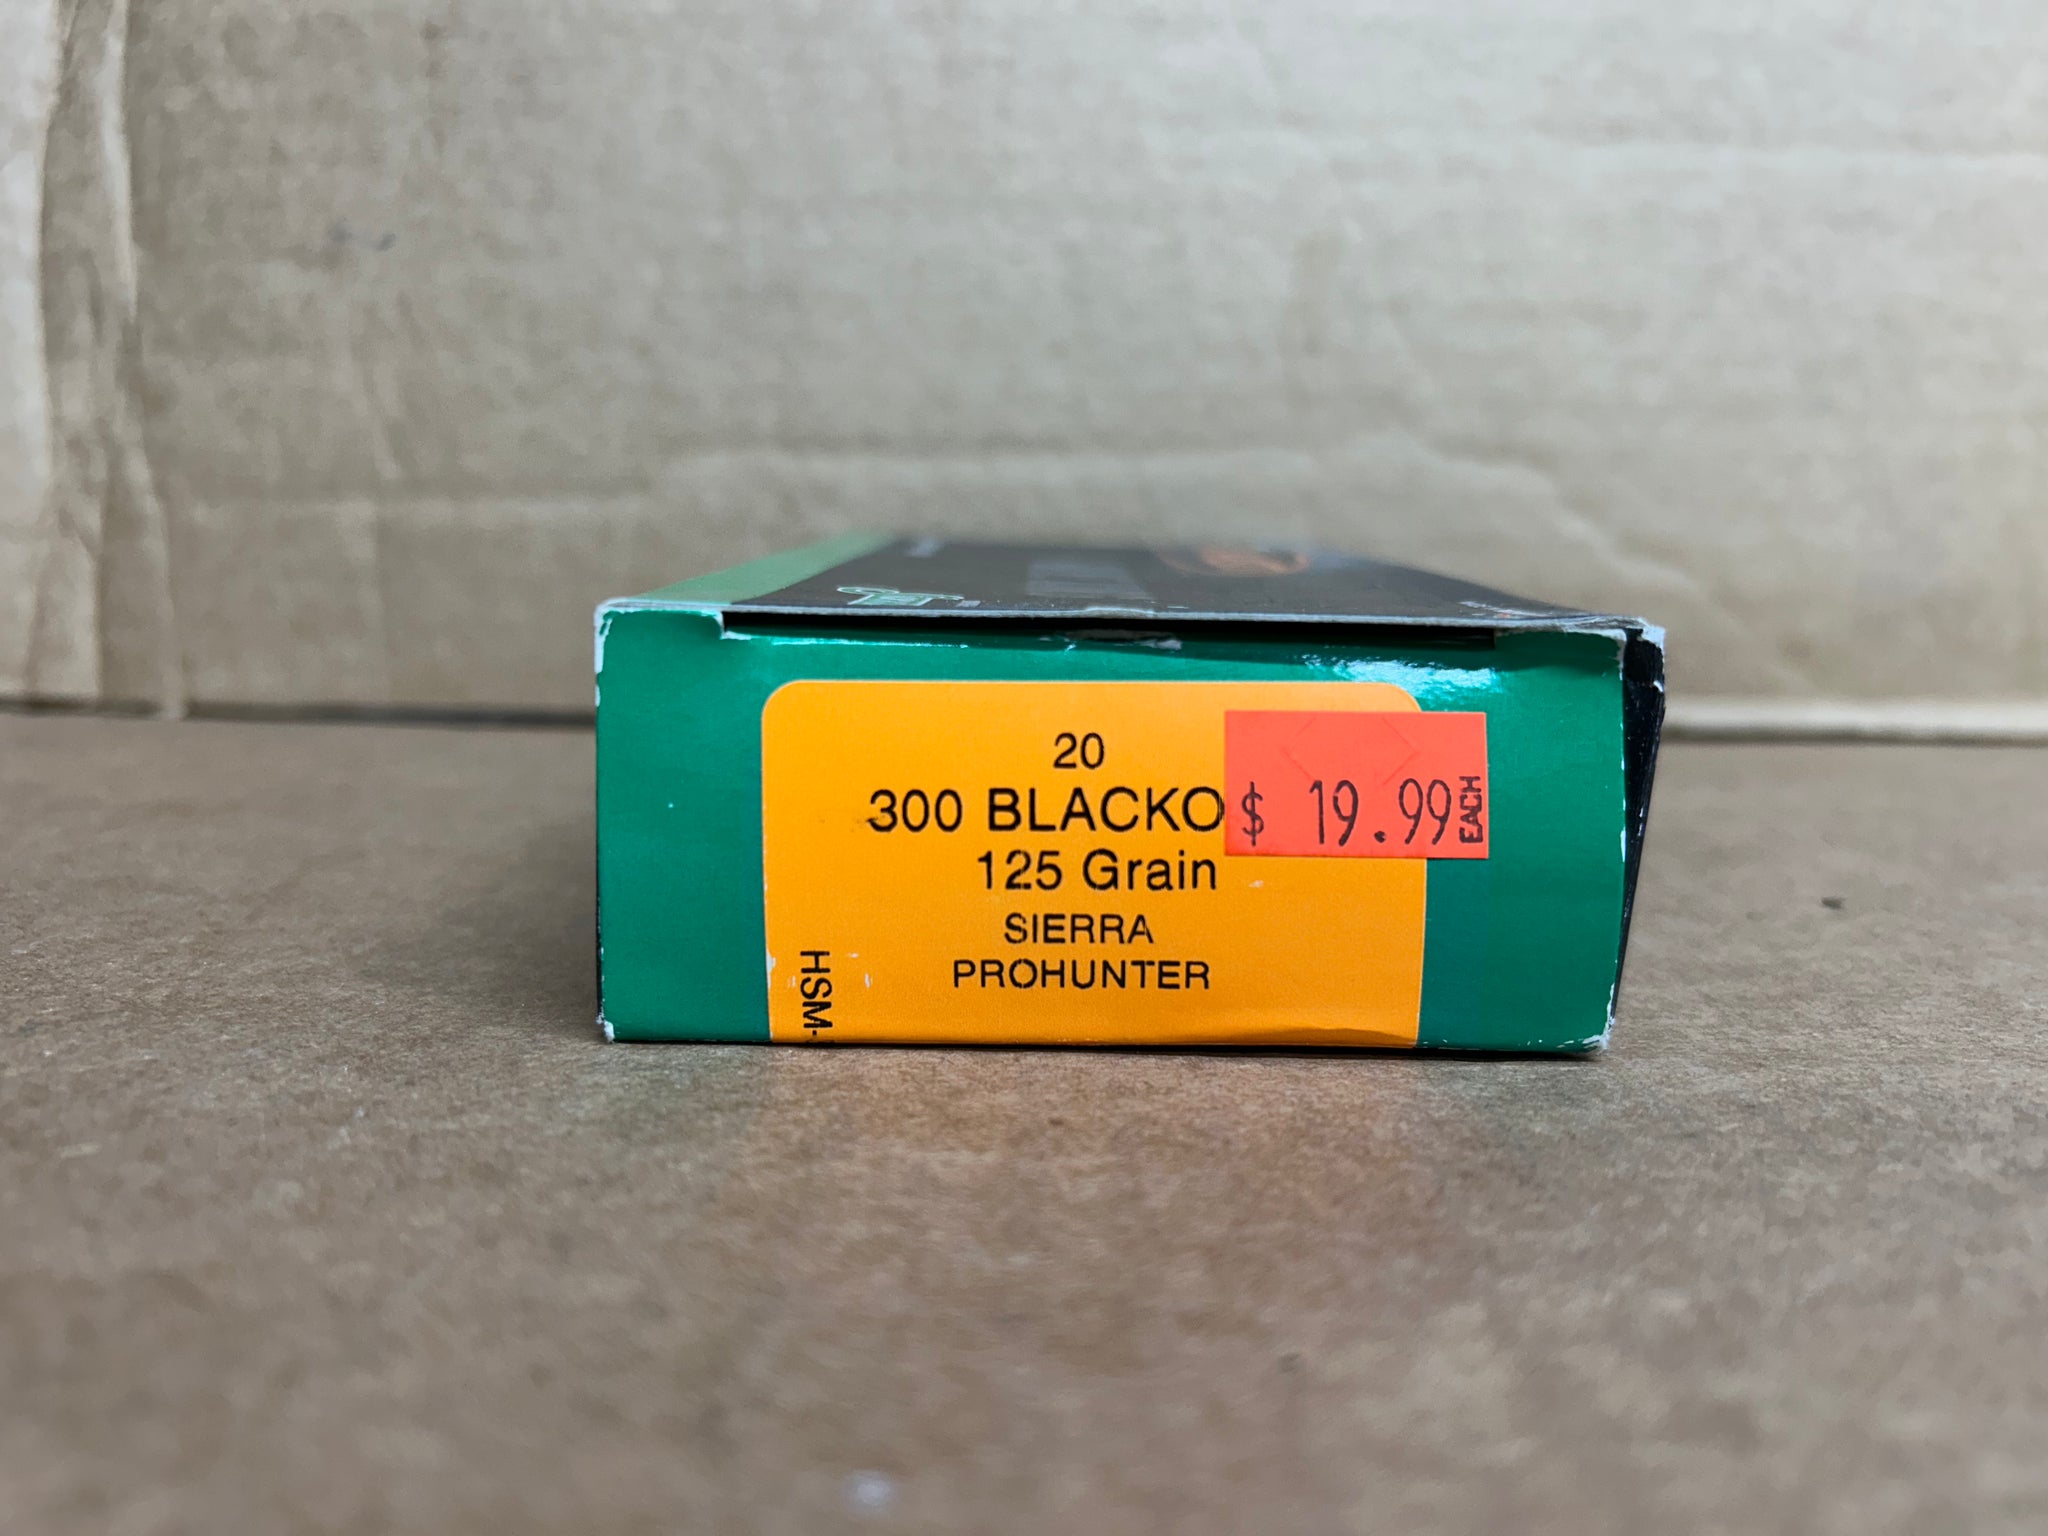 20
300 BLACKO
$ 19.99 EACH
125 Grain
SIERRA
PROHUNTER
HSM-